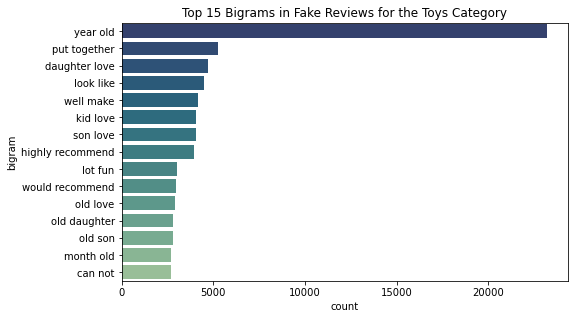 Top 15 Bigrams in Fake Reviews for the Toys Category
year old
put together
daughter love
look like
well make
kid love
son love
highly recommend
lot fun
would recommend
old love
old daughter
old son
month old
can not
bigram
0 5000 10000 15000 20000
count